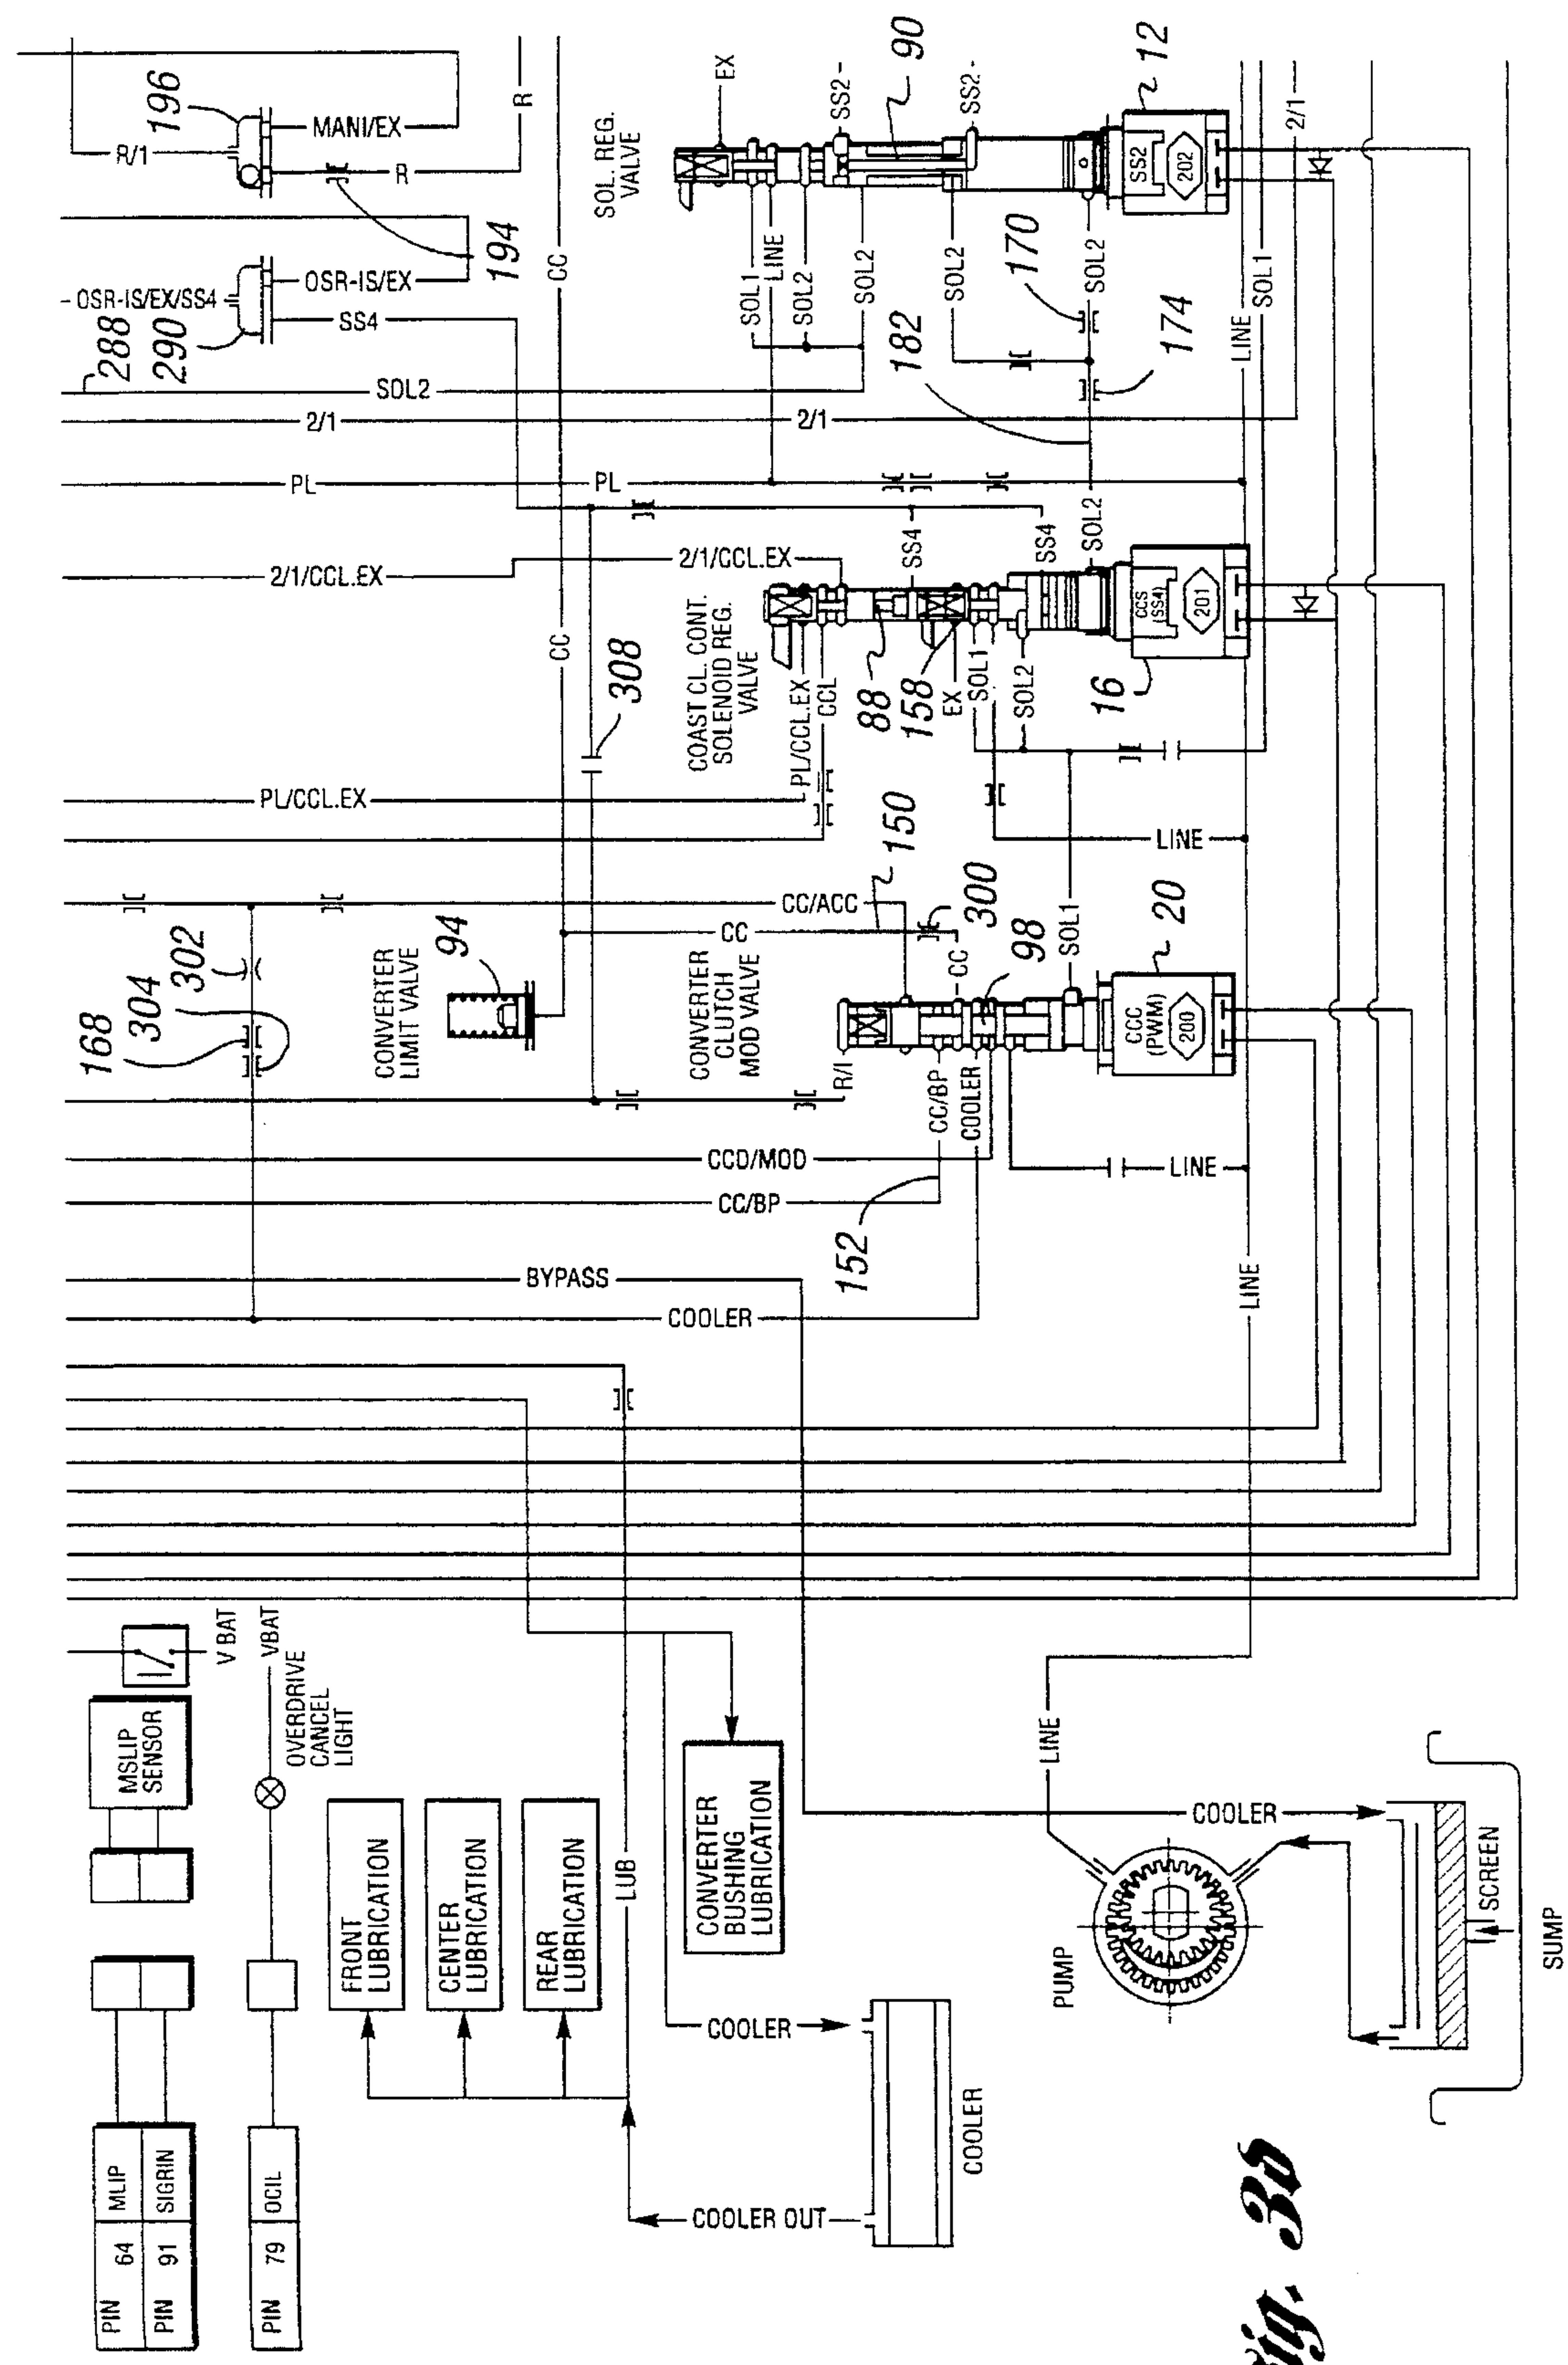 PIN 64 MLIP
PIN 91 SIGRIN
MSLIP
SENSOR
V BAT
PIN 79 OCIL
VBAT
OVERDRIVE
CANCEL
LIGHT
FRONT
LUBRICATION
CENTER
LUBRICATION
REAR
LUBRICATION
LUB
CONVERTER
BUSHING
LUBRICATION
COOLER
COOLER OUT
COOLER
PUMP
LINE
COOLER
SCREEN
SUMP
168
304
302
CONVERTER
LIMIT VALVE
94
BYPASS
COOLER
CC/BP
CCD/MOD
CONVERTER
CLUTCH
MOD VALVE
R/1
CC/BP
COOLER
152
CC/ACC
CC
150
300
CC
98
SOL1
CCC
(PWM)
200
20
LINE
LINE
LINE
PL/CCL.EX
2/1/CCL.EX
CC
308
COAST CL. CONT.
SOLENOID REG.
VALVE
PL/CCL.EX
CCL
2/1/CCL.EX
88
158
EX
SOL1
SOL2
SS4
SS4
SOL2
CCS
(SS4)
201
16
PL
PL
2/1
2/1
SOL2
288
290
OSR-IS/EX/SS4
OSR-IS/EX
SS4
R/1
196
MANI/EX
R
194
R
CC
SOL. REG.
VALVE
EX
SOL1
LINE
SOL2
SOL2
SS2
90
SOL2
SS2
182
170
174
SOL2
SS2
202
12
LINE
SOL1
2/1
Fig. 3d